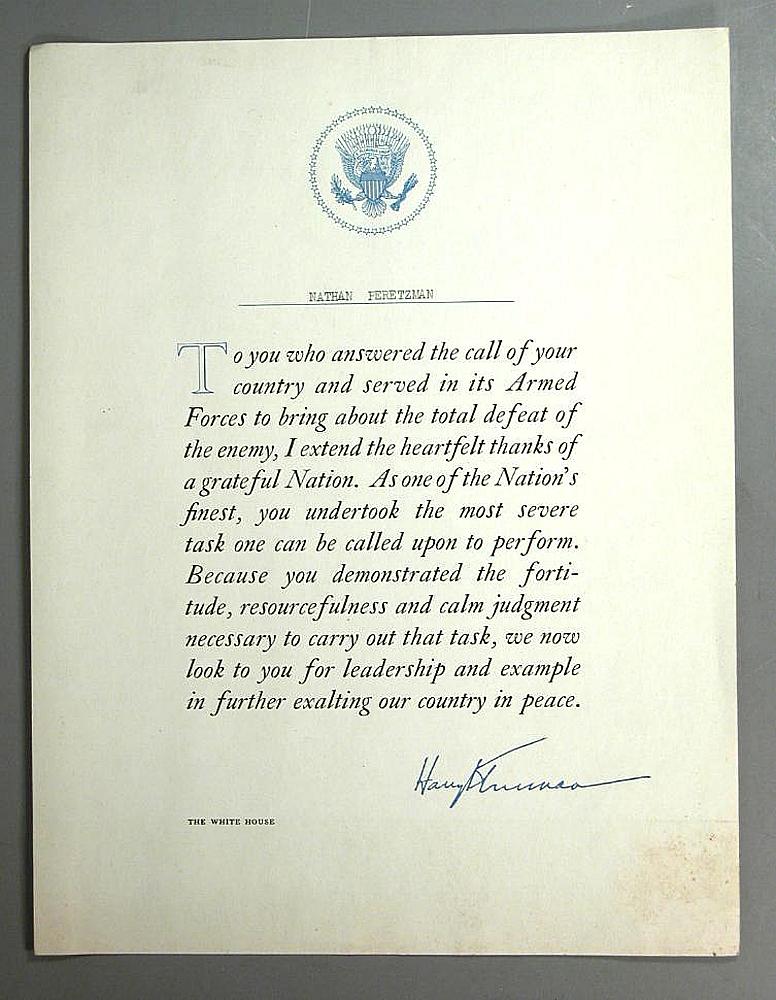 NATHAN PERETZMAN
To you who answered the call of your
country and served in its Armed
Forces to bring about the total defeat of
the enemy, I extend the heartfelt thanks of
a grateful Nation. As one of the Nation's
finest, you undertook the most severe
task one can be called upon to perform.
Because you demonstrated the forti-
tude, resourcefulness and calm judgment
necessary to carry out that task, we now
look to you for leadership and example
in further exalting our country in peace.
Harry S Truman
THE WHITE HOUSE